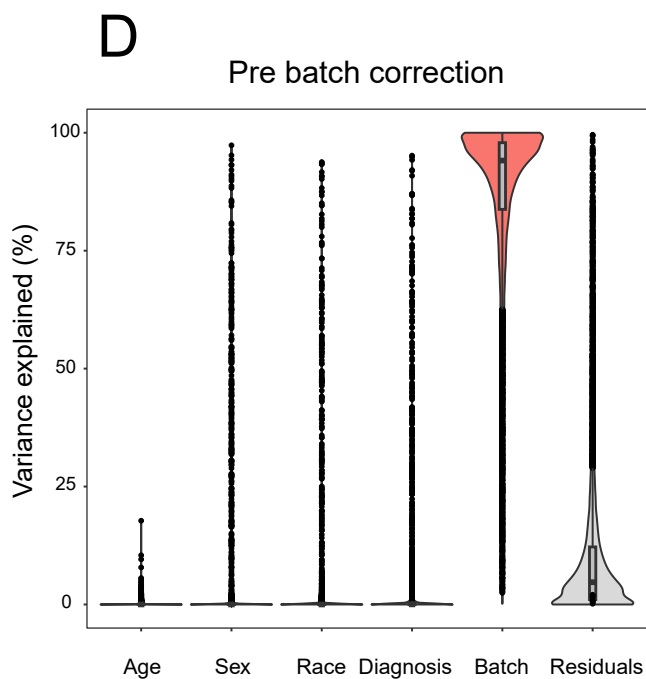 D
Pre batch correction
Variance explained (%)
100
75
50
25
0
Age Sex Race Diagnosis Batch Residuals